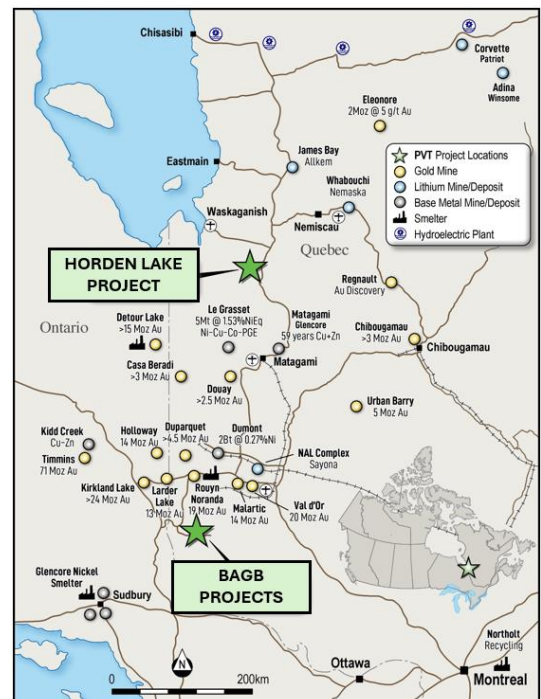 Chisasibi
Corvette
Patriot
Adina
Winsome
Eleonore
2Moz @ 5 g/t Au
James Bay
Allkem
Eastmain
Whabouchi
Nemaska
PVT Project Locations
Gold Mine
Lithium Mine/Deposit
Base Metal Mine/Deposit
Smelter
Hydroelectric Plant
Waskaganish
Nemiscau
Quebec
HORDEN LAKE
PROJECT
Regnault
Au Discovery
Ontario
Detour Lake
>15 Moz Au
Le Grasset
5Mt @ 1.53%NiEq
Ni-Cu-Co-PGE
Matagami
Glencore
59 years Cu+Zn
Chibougamau
>3 Moz Au
Chibougamau
Matagami
Casa Beradi
>3 Moz Au
Douay
>2.5 Moz Au
Urban Barry
5 Moz Au
Kidd Creek
Cu-Zn
Timmins
71 Moz Au
Holloway
14 Moz Au
Duparquet
>4.5 Moz Au
Dumont
2Bt @ 0.27%Ni
NAL Complex
Sayona
Kirkland Lake
>24 Moz Au
Larder
Lake
13 Moz Au
Rouyn
Noranda
19 Moz Au
Malartic
14 Moz Au
Val d'Or
20 Moz Au
BAGB
PROJECTS
Glencore Nickel
Smelter
Sudbury
N
0
200km
Ottawa
Northolt
Recycling
Montreal